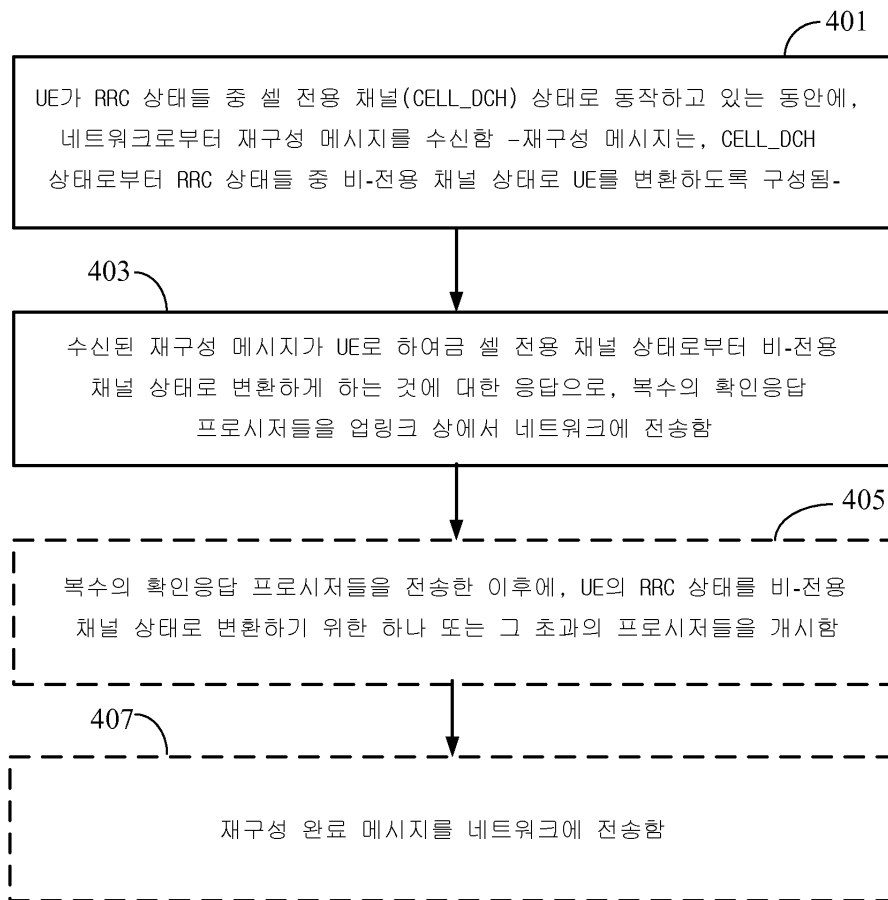 401
UE가 RRC 상태들 중 셀 전용 채널(CELL_DCH) 상태로 동작하고 있는 동안에,
네트워크로부터 재구성 메시지를 수신함 –재구성 메시지는, CELL_DCH
상태로부터 RRC 상태들 중 비-전용 채널 상태로 UE를 변환하도록 구성됨-
403
수신된 재구성 메시지가 UE로 하여금 셀 전용 채널 상태로부터 비-전용
채널 상태로 변환하게 하는 것에 대한 응답으로, 복수의 확인응답
프로시저들을 업링크 상에서 네트워크에 전송함
405
복수의 확인응답 프로시저들을 전송한 이후에, UE의 RRC 상태를 비-전용
채널 상태로 변환하기 위한 하나 또는 그 초과의 프로시저들을 개시함
407
재구성 완료 메시지를 네트워크에 전송함